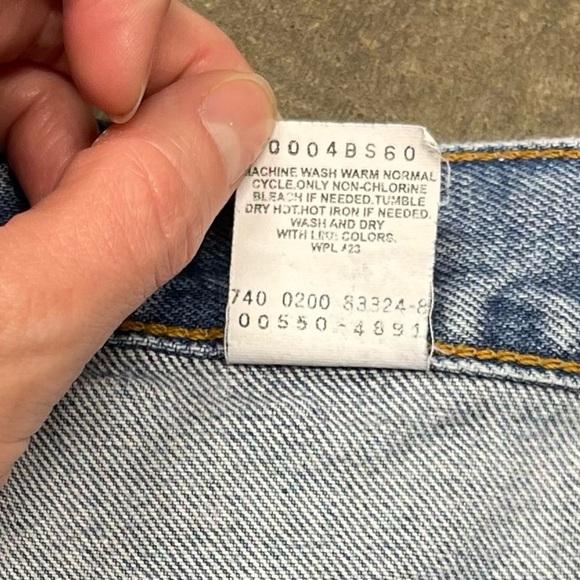 0004BS60
MACHINE WASH WARM NORMAL
CYCLE.ONLY NON-CHLORINE
BLEACH IF NEEDED.TUMBLE
DRY HOT.HOT IRON IF NEEDED.
WASH AND DRY
WITH LIKE COLORS.
WPL 423
740 0200 S3324-8
00550-4891